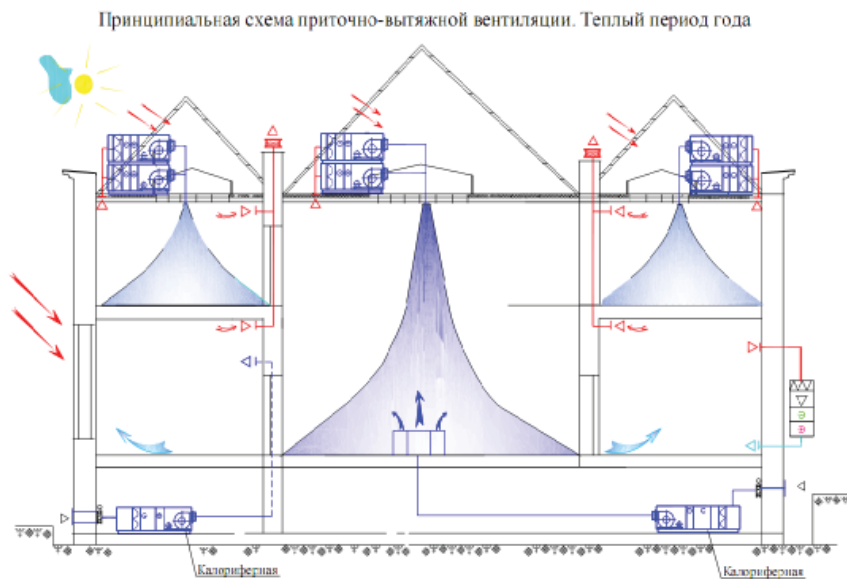 Принципиальная схема приточно-вытяжной вентиляции. Теплый период года
Калориферная
Калориферная